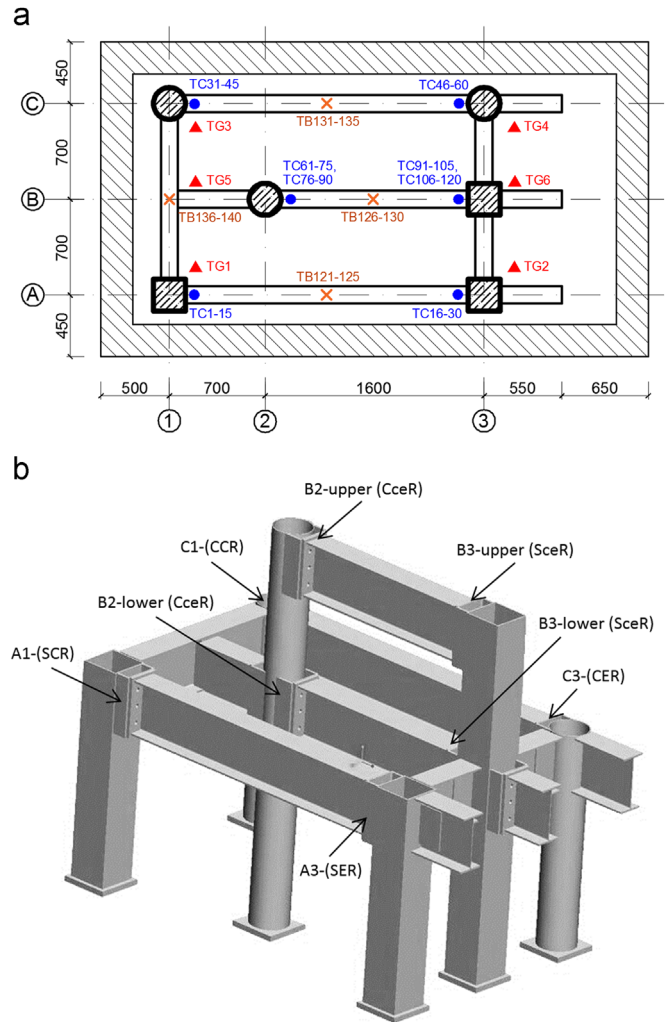 a
450
C
TC31-45
TC46-60
TB131-135
TG3
TG4
700
TG5
TC61-75,
TC76-90
TC91-105,
TC106-120
TG6
B
TB136-140
TB126-130
700
TG1
TB121-125
TG2
A
TC1-15
TC16-30
450
500
700
1600
550
650
1
2
3
b
B2-upper (CceR)
C1-(CCR)
B3-upper (SceR)
B2-lower (CceR)
B3-lower (SceR)
A1-(SCR)
C3-(CER)
A3-(SER)